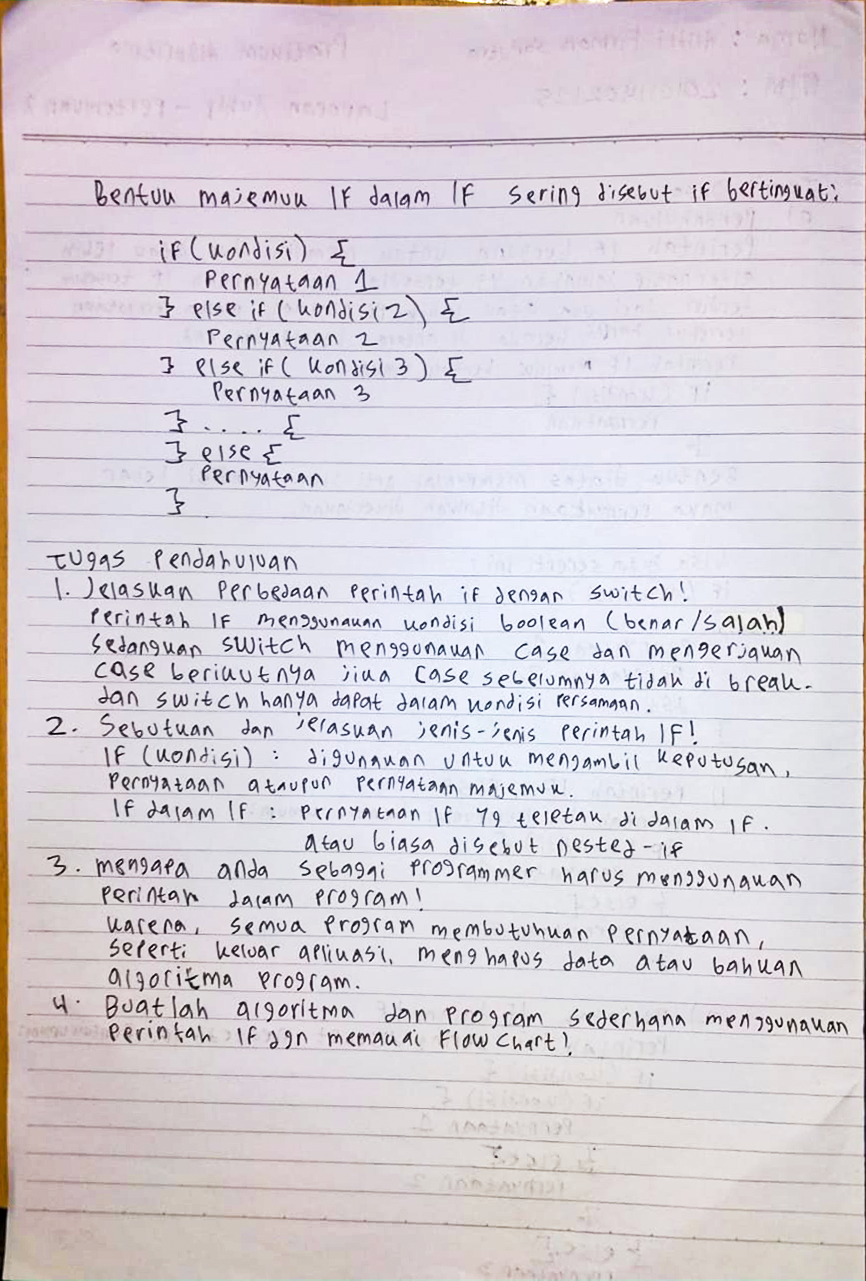 Bentuk majemuk IF dalam IF sering disebut if bertingkat:
if (kondisi) {
Pernyataan 1
} else if (kondisi 2) {
Pernyataan 2
} else if (kondisi 3) {
Pernyataan 3
} .... {
} else {
Pernyataan
}
Tugas Pendahuluan
1. Jelaskan perbedaan perintah if dengan switch!
Perintah IF menggunakan kondisi boolean (benar/salah)
sedangkan switch menggunakan case dan mengerjakan
case berikutnya jika case sebelumnya tidak di break.
dan switch hanya dapat dalam kondisi persamaan.
2. Sebutkan dan jelaskan jenis-jenis perintah IF!
IF (kondisi) : digunakan untuk mengambil keputusan,
Pernyataan ataupun pernyataan majemuk.
If dalam IF : Pernyataan IF yg teletak di dalam IF.
atau biasa disebut nested-if
3. mengapa anda sebagai programmer harus menggunakan
perintah dalam program!
karena, semua program membutuhkan pernyataan,
seperti keluar aplikasi, menghapus data atau bahkan
algoritma program.
4. Buatlah algoritma dan program sederhana menggunakan
Perintah IF dgn memakai Flowchart!